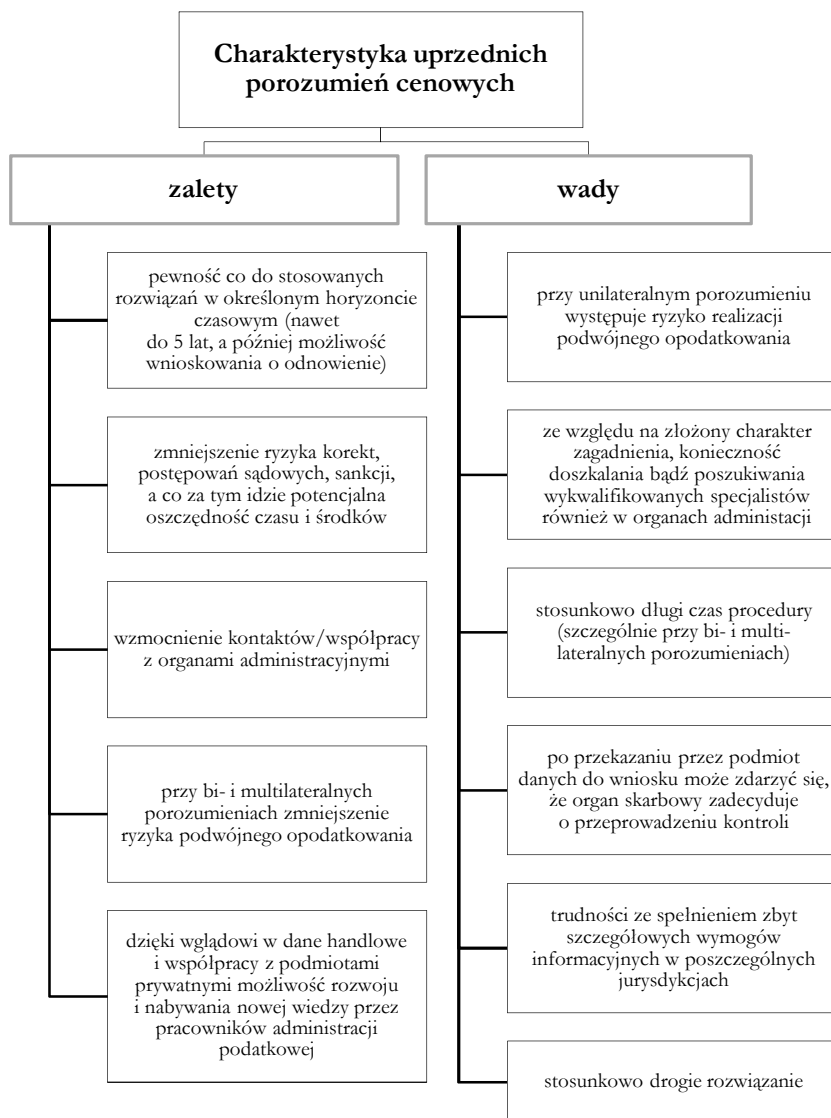 Charakterystyka uprzednich
porozumień cenowych
zalety
pewność co do stosowanych
rozwiązań w określonym horyzoncie
czasowym (nawet
do 5 lat, a później możliwość
wnioskowania o odnowienie)
zmniejszenie ryzyka korekt,
postępowań sądowych, sankcji,
a co za tym idzie potencjalna
oszczędność czasu i środków
wzmocnienie kontaktów/współpracy
z organami administracyjnymi
przy bi- i multilateralnych
porozumieniach zmniejszenie
ryzyka podwójnego opodatkowania
dzięki wglądowi w dane handlowe
i współpracy z podmiotami
prywatnymi możliwość rozwoju
i nabywania nowej wiedzy przez
pracowników administracji
podatkowej
wady
przy unilateralnym porozumieniu
występuje ryzyko realizacji
podwójnego opodatkowania
ze względu na złożony charakter
zagadnienia, konieczność
doszkalania bądź poszukiwania
wykwalifikowanych specjalistów
również w organach administacji
stosunkowo długi czas procedury
(szczególnie przy bi- i multi-
lateralnych porozumieniach)
po przekazaniu przez podmiot
danych do wniosku może zdarzyć się,
że organ skarbowy zadecyduje
o przeprowadzeniu kontroli
trudności ze spełnieniem zbyt
szczegółowych wymogów
informacyjnych w poszczególnych
jurysdykcjach
stosunkowo drogie rozwiązanie